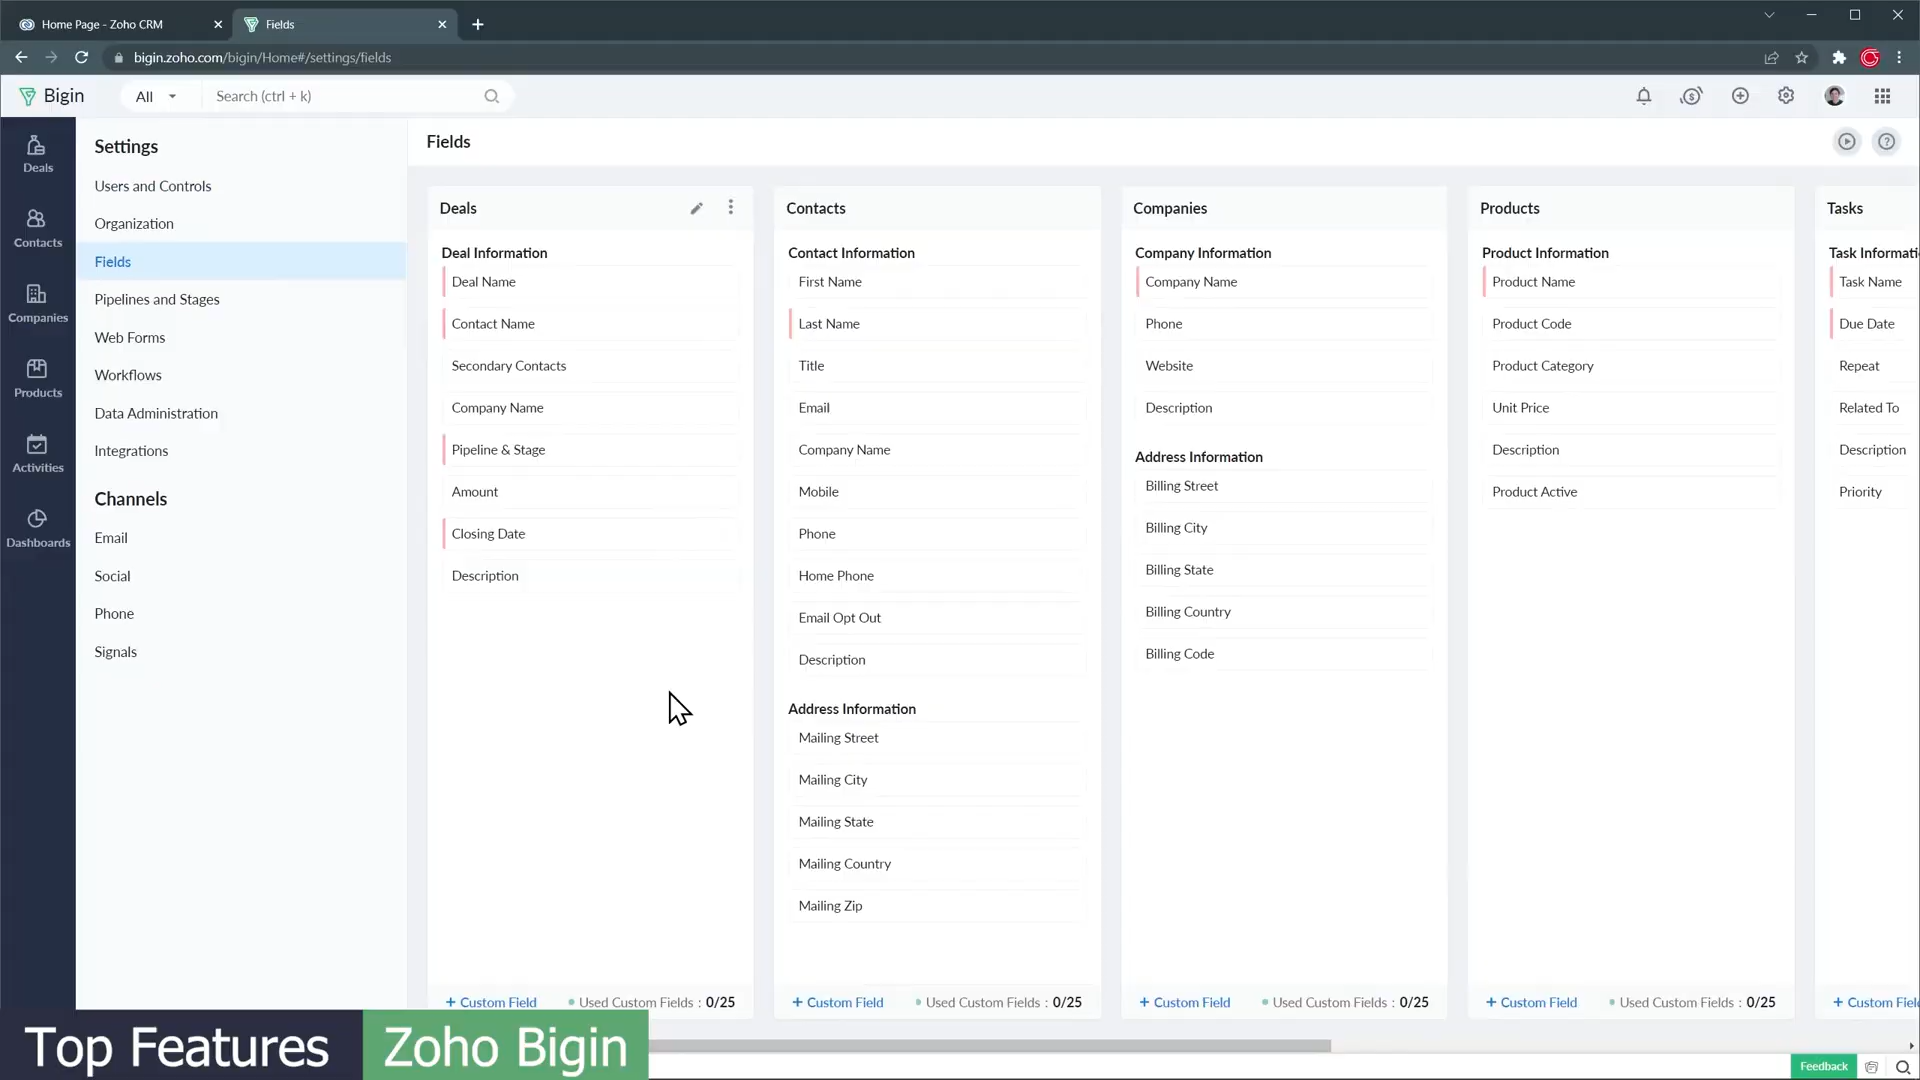 Home Page - Zoho CRM
Fields
bigin.zoho.com/bigin/Home#/settings/fields
Bigin
All
Search (ctrl + k)
Deals
Contacts
Companies
Products
Activities
Dashboards
Settings
Users and Controls
Organization
Fields
Pipelines and Stages
Web Forms
Workflows
Data Administration
Integrations
Channels
Email
Social
Phone
Signals
Fields
Deals
Deal Information
Deal Name
Contact Name
Secondary Contacts
Company Name
Pipeline & Stage
Amount
Closing Date
Description
+ Custom Field
Used Custom Fields : 0/25
Contacts
Contact Information
First Name
Last Name
Title
Email
Company Name
Mobile
Phone
Home Phone
Email Opt Out
Description
Address Information
Mailing Street
Mailing City
Mailing State
Mailing Country
Mailing Zip
+ Custom Field
Used Custom Fields : 0/25
Companies
Company Information
Company Name
Phone
Website
Description
Address Information
Billing Street
Billing City
Billing State
Billing Country
Billing Code
+ Custom Field
Used Custom Fields : 0/25
Products
Product Information
Product Name
Product Code
Product Category
Unit Price
Description
Product Active
+ Custom Field
Used Custom Fields : 0/25
Tasks
Task Informati
Task Name
Due Date
Repeat
Related To
Description
Priority
+ Custom Fiel
Top Features
Zoho Bigin
Feedback